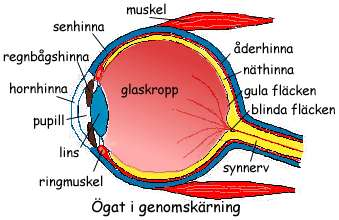 muskel
senhinna
regnbågshinna
hornhinna
pupill
lins
ringmuskel
glaskropp
åderhinna
näthinna
gula fläcken
blinda fläcken
synnerv
Ögat i genomskärning